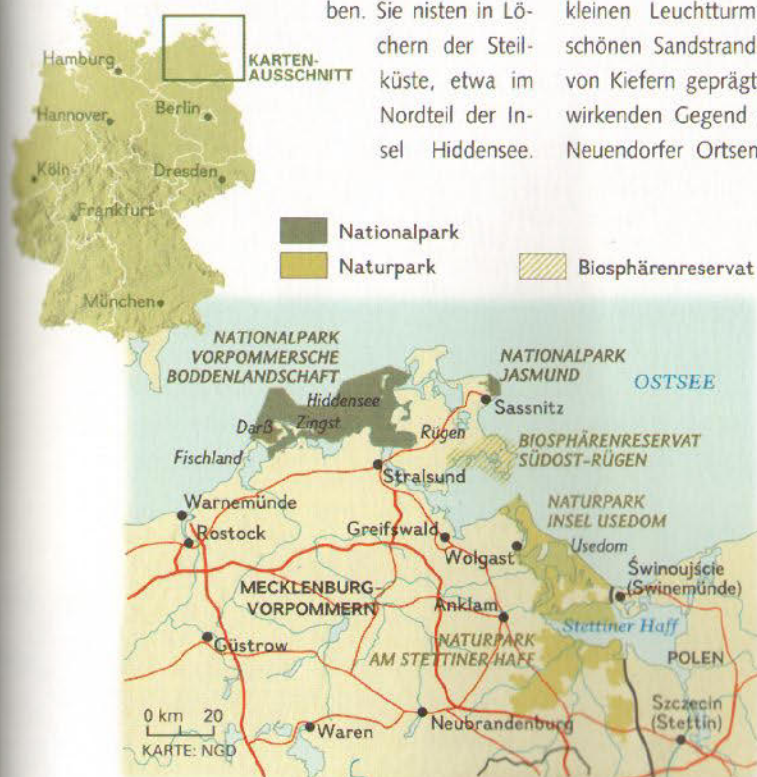 ben. Sie nisten in Lö-
chern der Steil-
küste, etwa im
Nordteil der In-
sel Hiddensee.
kleinen Leuchtturm
schönen Sandstrand
von Kiefern geprägt
wirkenden Gegend
Neuendorfer Ortsen
Hamburg
KARTEN-
AUSSCHNITT
Hannover
Berlin
Köln
Dresden
Frankfurt
München
Nationalpark
Naturpark
Biosphärenreservat
NATIONALPARK
VORPOMMERSCHE
BODDENLANDSCHAFT
NATIONALPARK
JASMUND
OSTSEE
Hiddensee
Sassnitz
Darß
Zingst
Rügen
BIOSPHÄRENRESERVAT
SÜDOST-RÜGEN
Fischland
Stralsund
Warnemünde
NATURPARK
INSEL USEDOM
Rostock
Greifswald
Usedom
Wolgast
Świnoujście
(Swinemünde)
MECKLENBURG-
VORPOMMERN
Anklam
Stettiner Haff
Güstrow
NATURPARK
AM STETTINER HAFF
POLEN
Szczecin
(Stettin)
0 km 20
Neubrandenburg
Waren
KARTE: NGD